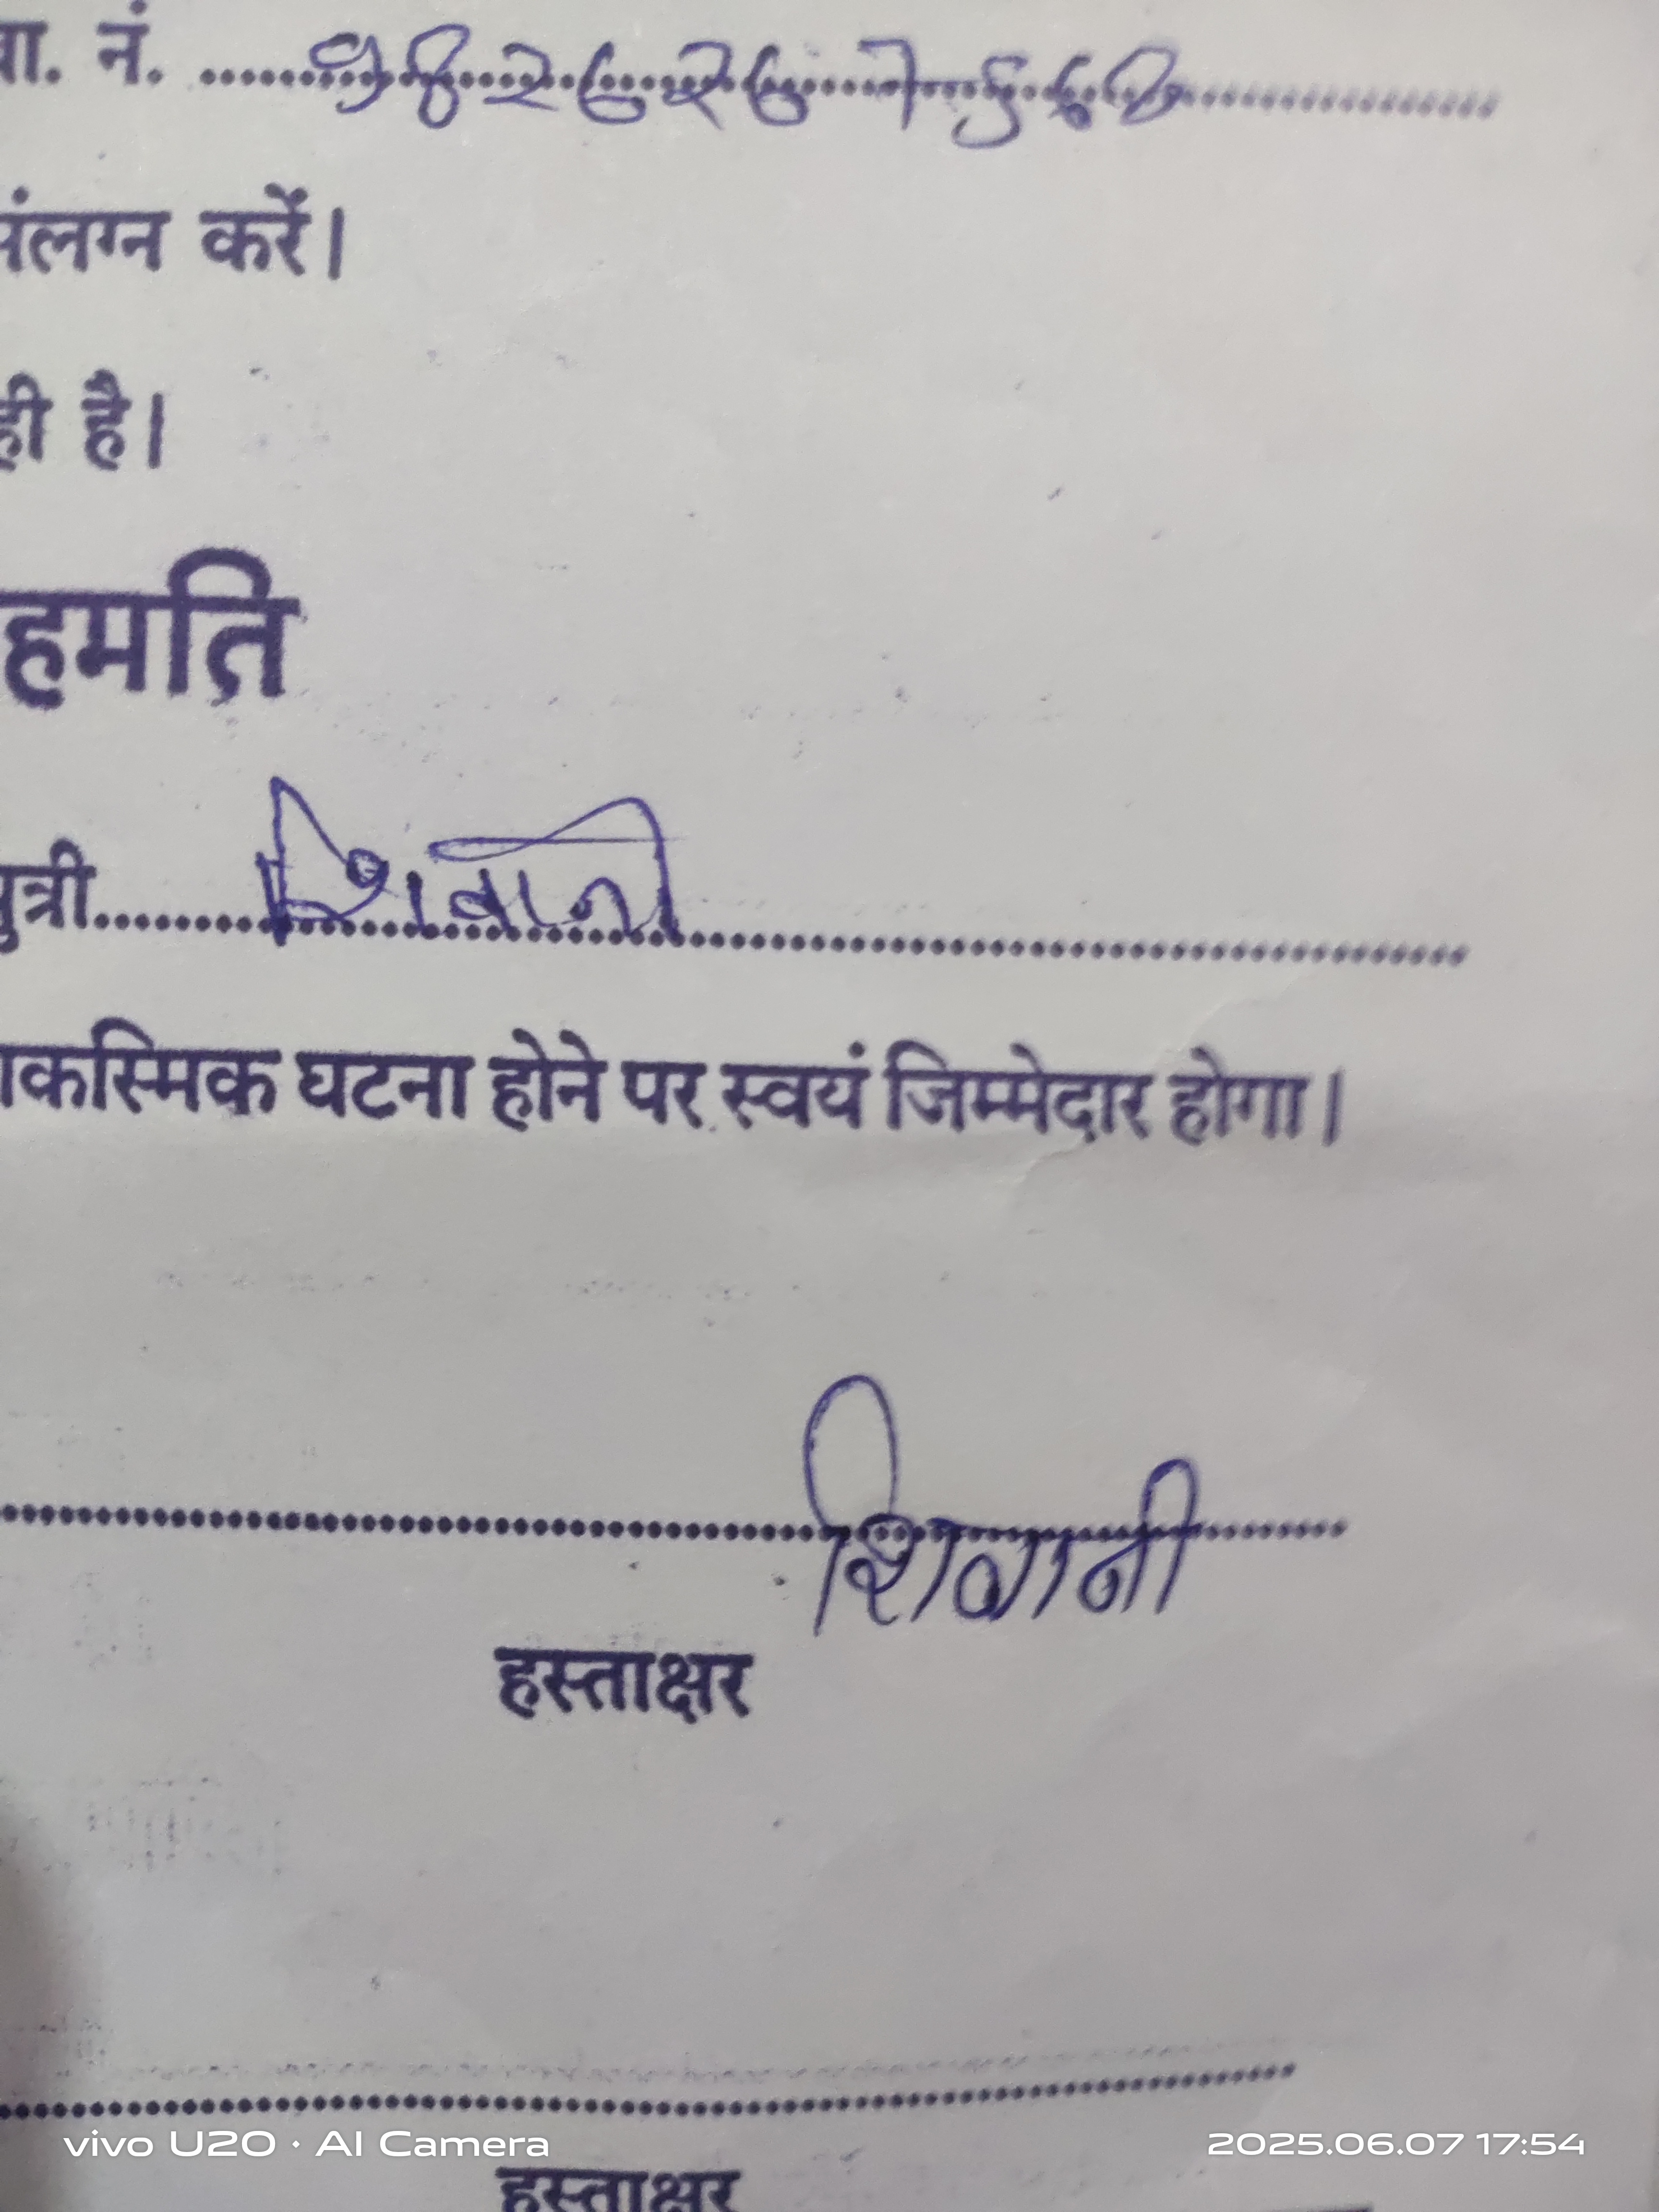 वा. नं. ....9826267560....
संलग्न करें।
ही है।
हमति
पुत्री....शिवानी....
कस्मिक घटना होने पर स्वयं जिम्मेदार होगा।
शिवानी
हस्ताक्षर
vivo U20 · AI Camera
2025.06.07 17:54
हस्ताक्षर